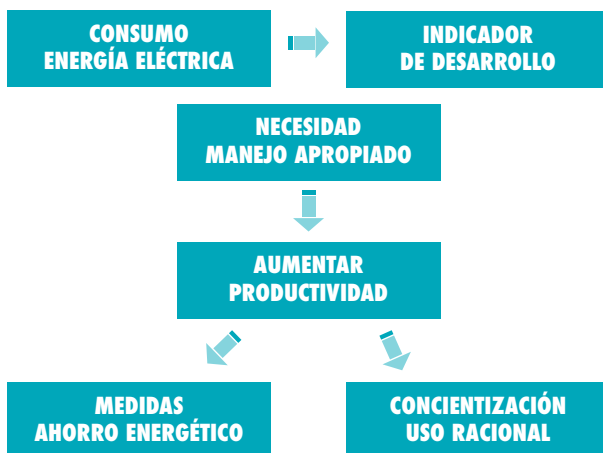 CONSUMO
ENERGÍA ELÉCTRICA
INDICADOR
DE DESARROLLO
NECESIDAD
MANEJO APROPIADO
AUMENTAR
PRODUCTIVIDAD
MEDIDAS
AHORRO ENERGÉTICO
CONCIENTIZACIÓN
USO RACIONAL